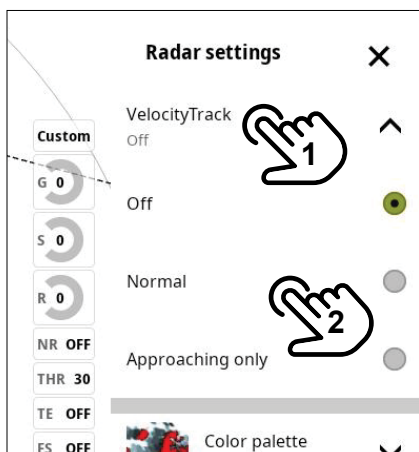 Radar settings
VelocityTrack
Off
1
Off
Normal
2
Approaching only
Color palette
Custom
G 0
S 0
R 0
NR OFF
THR 30
TE OFF
FS OFF